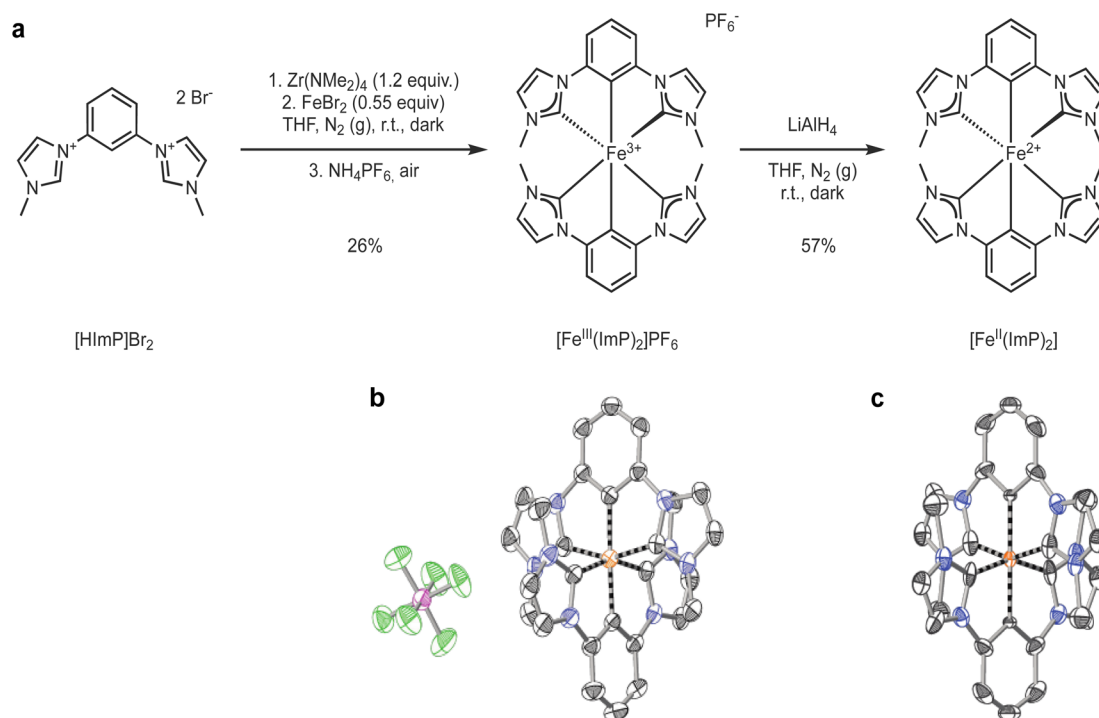 a
2 Br-
N
+
N
+
N
N
1. Zr(NMe2)4 (1.2 equiv.)
2. FeBr2 (0.55 equiv)
THF, N2 (g), r.t., dark
3. NH4PF6, air
26%
PF6-
N
N
N
N
Fe3+
N
N
N
N
LiAlH4
THF, N2 (g)
r.t., dark
57%
N
N
N
N
Fe2+
N
N
N
N
[HImP]Br2
[FeIII(ImP)2]PF6
[FeII(ImP)2]
b
c